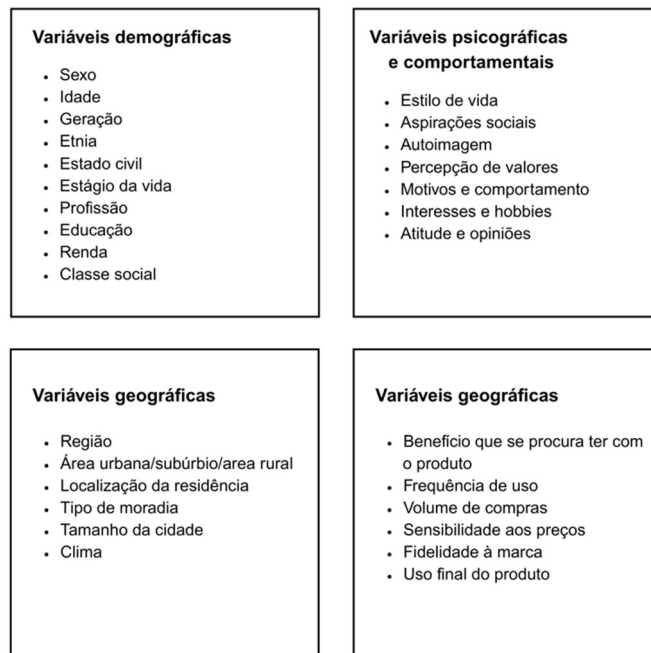 Variáveis demográficas
• Sexo
• Idade
• Geração
• Etnia
• Estado civil
• Estágio da vida
• Profissão
• Educação
• Renda
• Classe social
Variáveis psicográficas
e comportamentais
• Estilo de vida
• Aspirações sociais
• Autoimagem
• Percepção de valores
• Motivos e comportamento
• Interesses e hobbies
• Atitude e opiniões
Variáveis geográficas
• Região
• Área urbana/subúrbio/area rural
• Localização da residência
• Tipo de moradia
• Tamanho da cidade
• Clima
Variáveis geográficas
• Benefício que se procura ter com
o produto
• Frequência de uso
• Volume de compras
• Sensibilidade aos preços
• Fidelidade à marca
• Uso final do produto